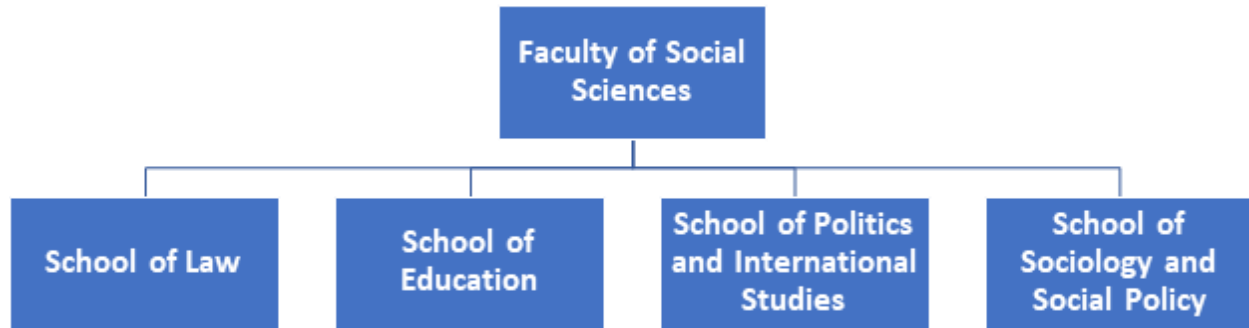 Faculty of Social
Sciences
School of Law
School of
Education
School of Politics
and International
Studies
School of
Sociology and
Social Policy